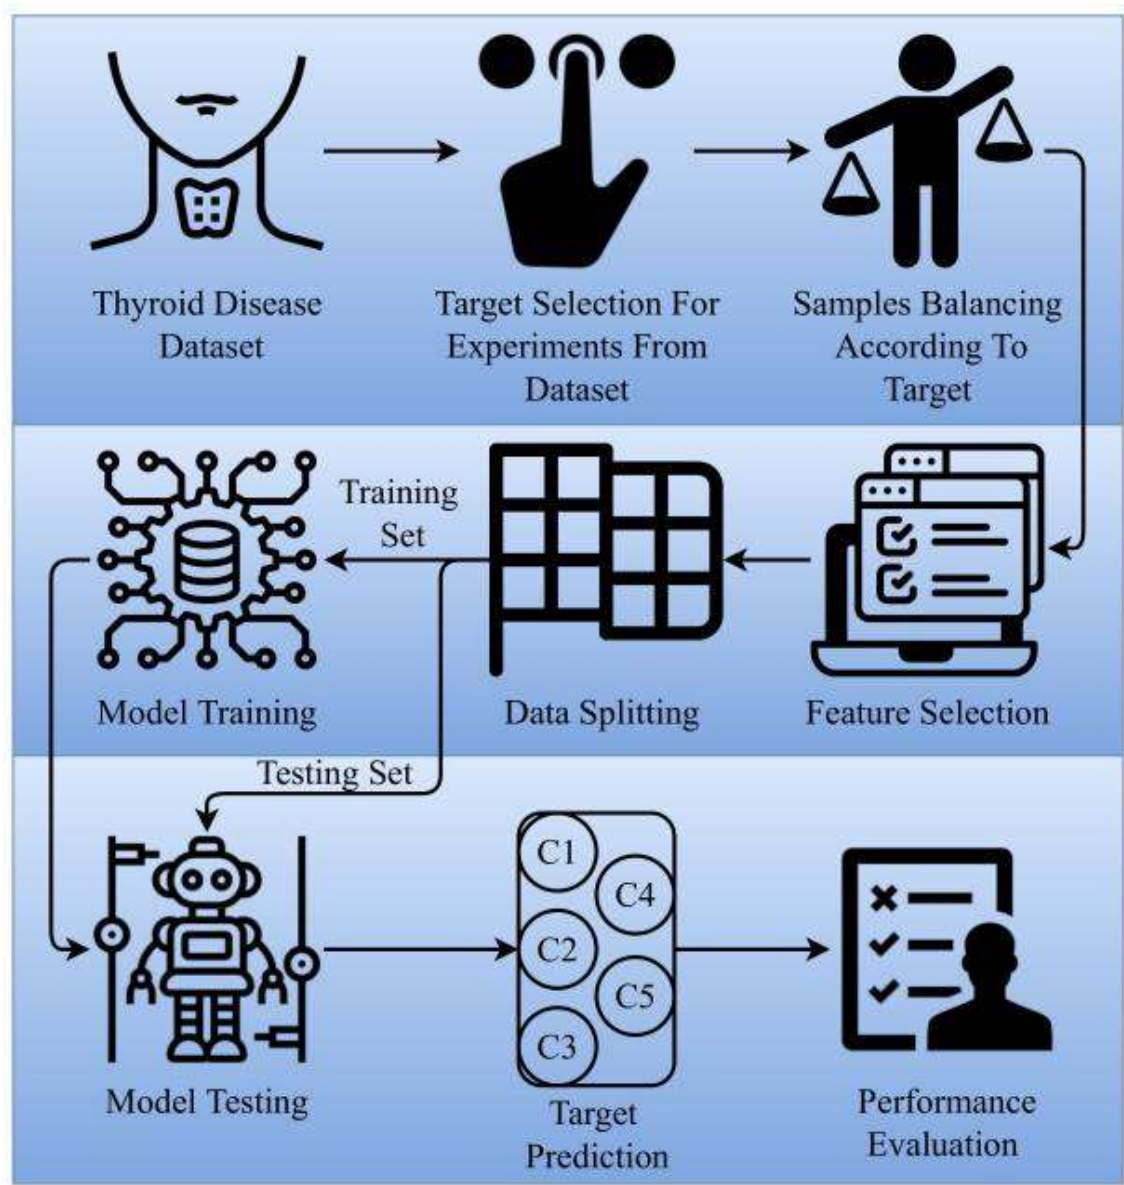 Thyroid Disease
Dataset
Target Selection For
Experiments From
Dataset
Samples Balancing
According To
Target
Training
Set
Model Training
Data Splitting
Feature Selection
Testing Set
C1
C4
C2
C5
C3
Model Testing
Target
Prediction
Performance
Evaluation